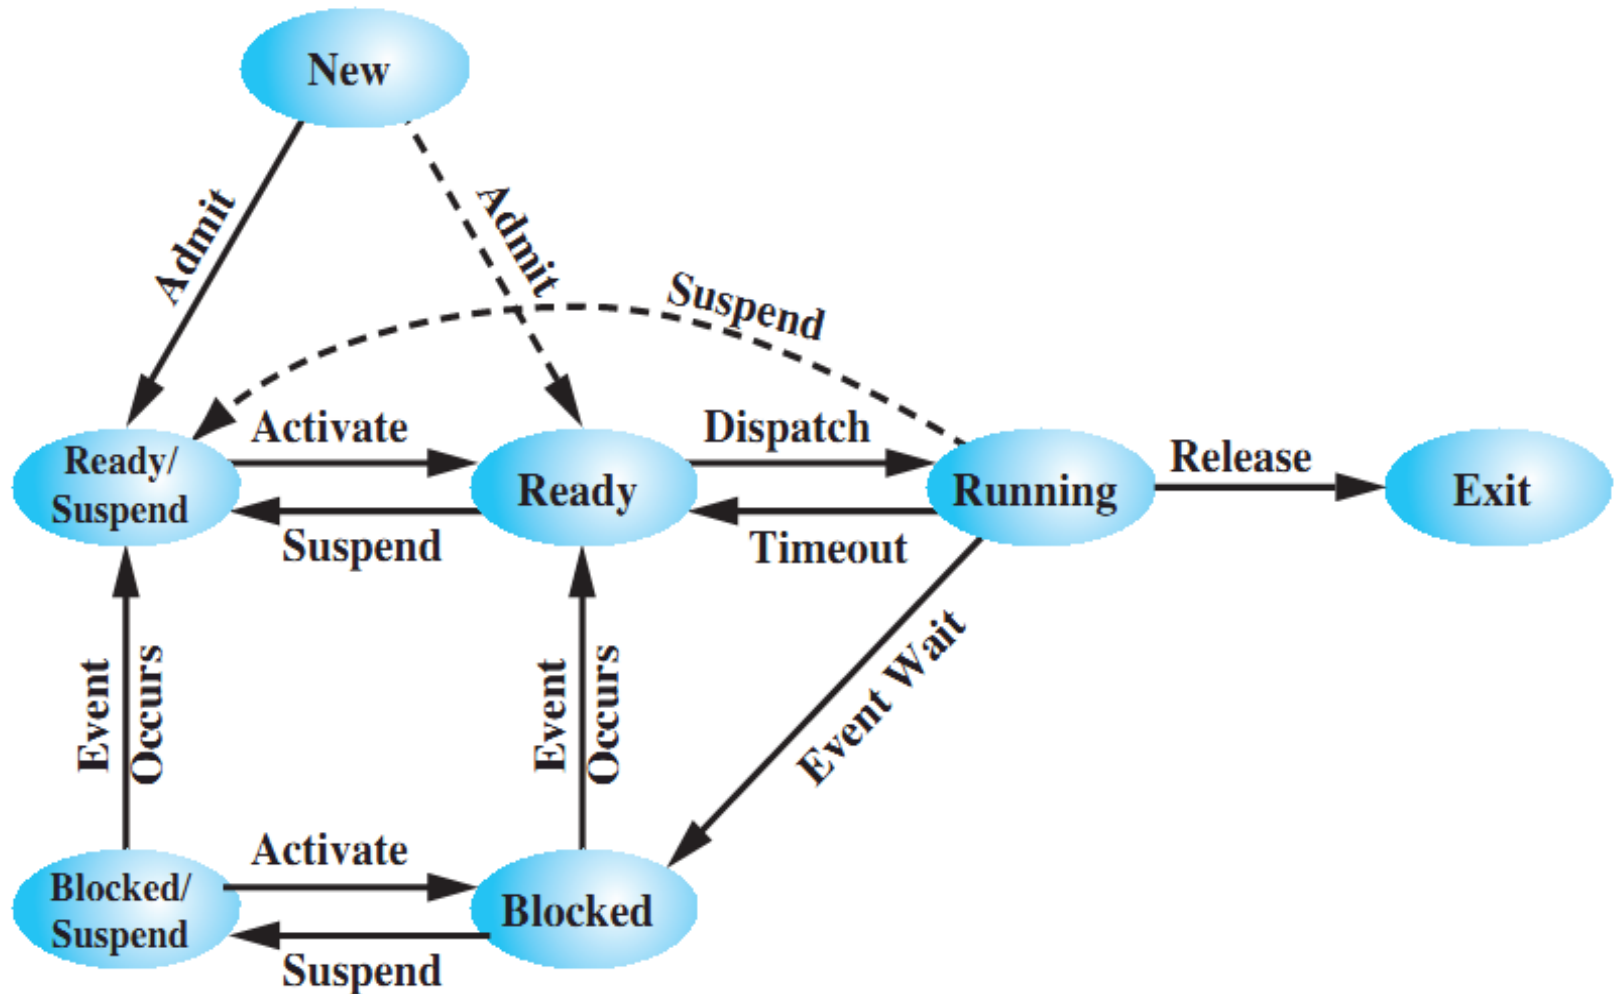 New
Admit
Admit
Suspend
Activate
Dispatch
Release
Ready/
Suspend
Ready
Running
Exit
Suspend
Timeout
Event
Occurs
Event
Occurs
Event Wait
Activate
Blocked/
Suspend
Blocked
Suspend